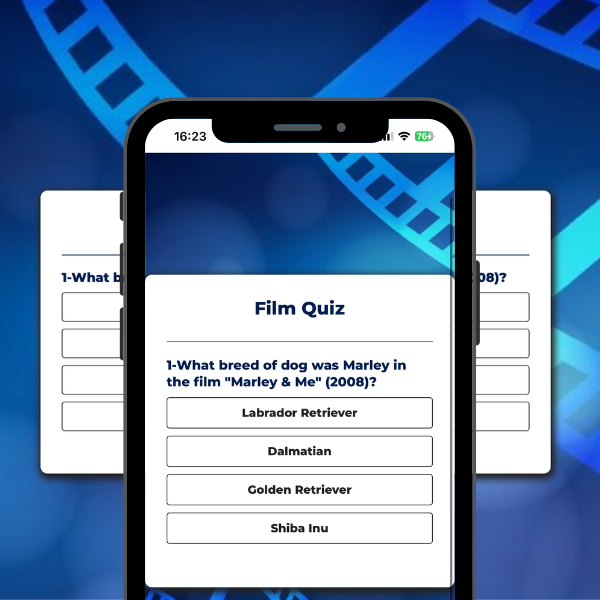 16:23
76
Film Quiz
1-What b
08)?
1-What breed of dog was Marley in
the film "Marley & Me" (2008)?
Labrador Retriever
Dalmatian
Golden Retriever
Shiba Inu